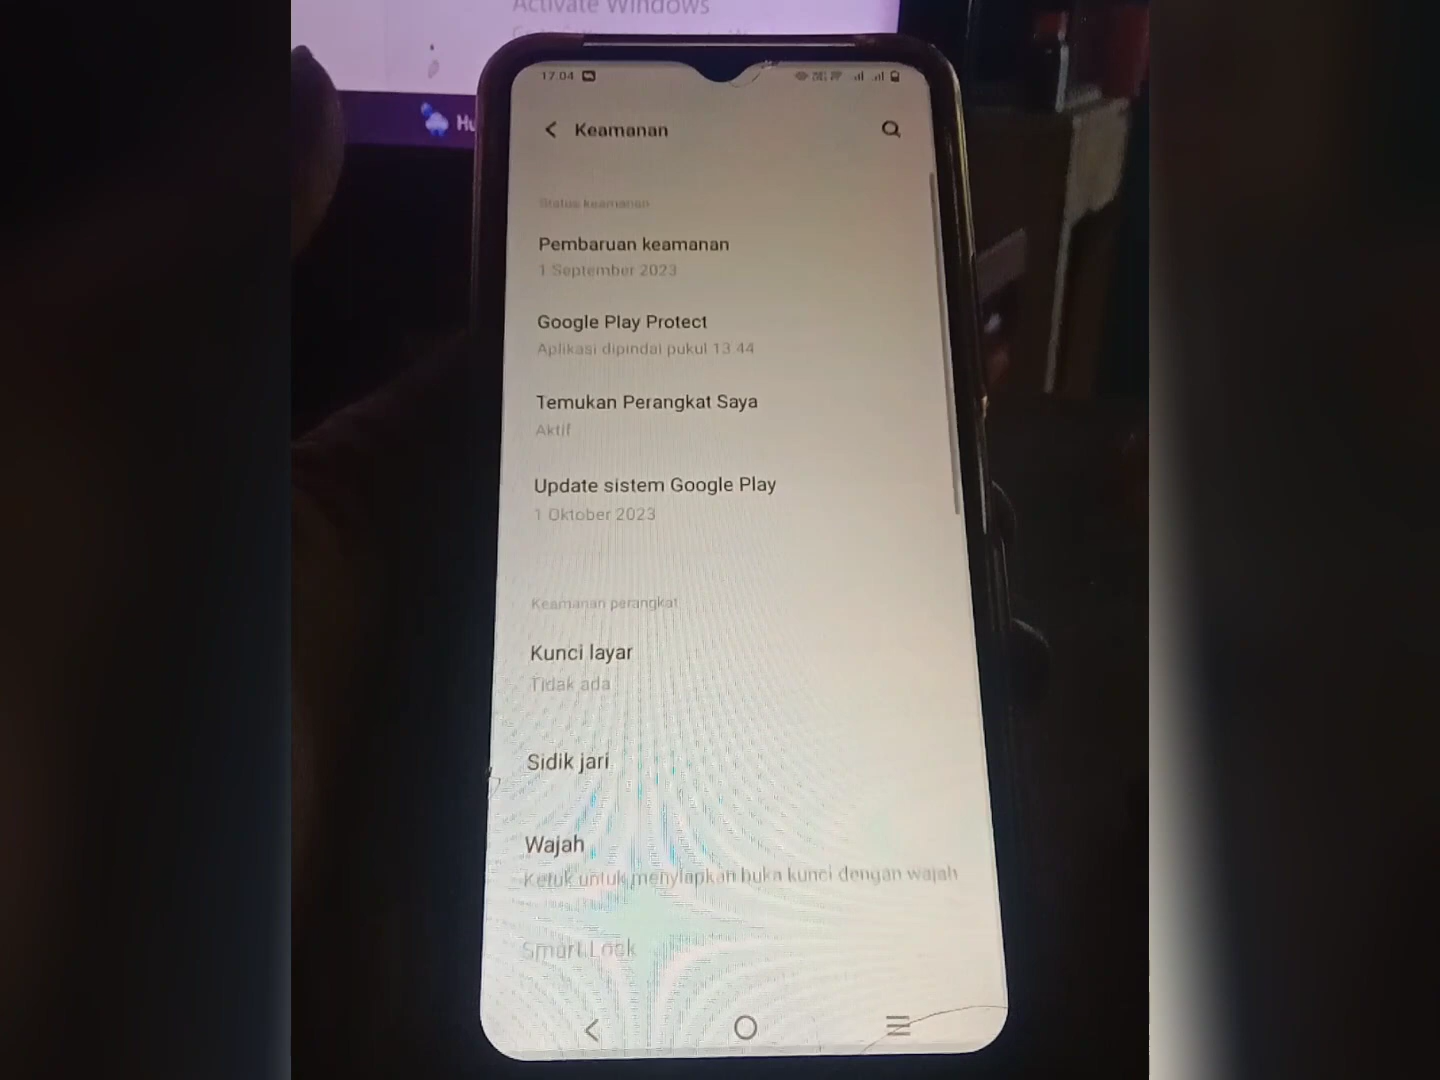 Activate Windows
Hu
17.04
Keamanan
Status keamanan
Pembaruan keamanan
1 September 2023
Google Play Protect
Aplikasi dipindai pukul 13.44
Temukan Perangkat Saya
Aktif
Update sistem Google Play
1 Oktober 2023
Keamanan perangkat
Kunci layar
Tidak ada
Sidik jari
Wajah
Ketuk untuk menyiapkan buka kunci dengan wajah
Smart Lock